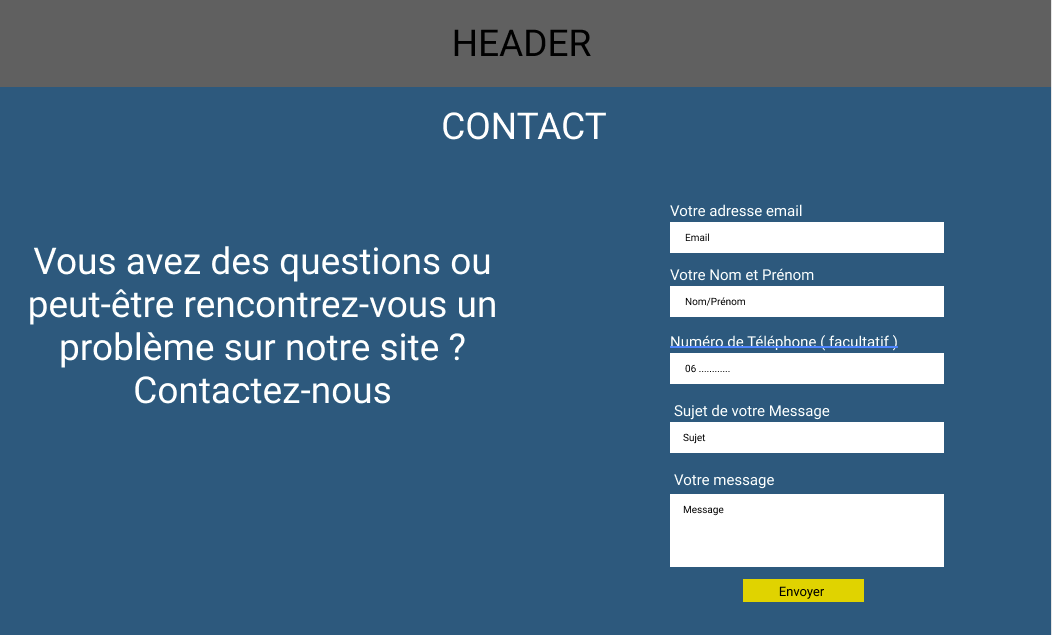 HEADER
CONTACT
Vous avez des questions ou
peut-être rencontrez-vous un
problème sur notre site ?
Contactez-nous
Votre adresse email
Email
Votre Nom et Prénom
Nom/Prénom
Numéro de Téléphone ( facultatif )
06 ............
Sujet de votre Message
Sujet
Votre message
Message
Envoyer